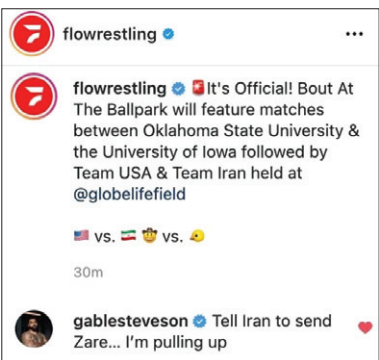 flowrestling
flowrestling 🚨It's Official! Bout At
The Ballpark will feature matches
between Oklahoma State University &
the University of Iowa followed by
Team USA & Team Iran held at
@globelifefield
🇺🇸 vs. 🇮🇷 🤠 vs. 🐤
30m
gablesteveson Tell Iran to send
Zare... I'm pulling up